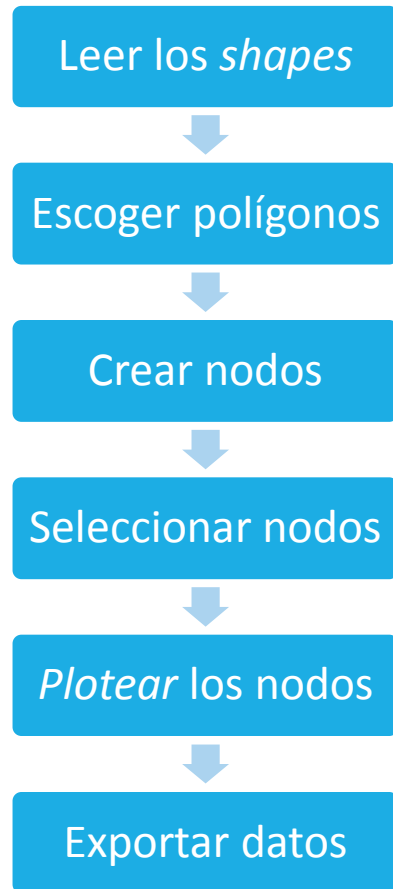 Leer los shapes
Escoger polígonos
Crear nodos
Seleccionar nodos
Plotear los nodos
Exportar datos